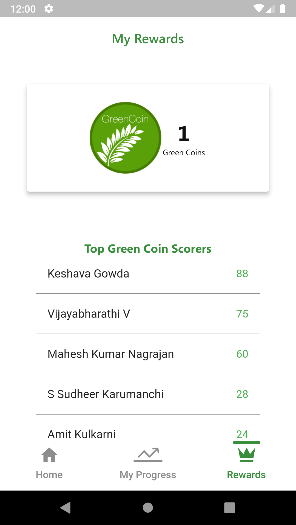 12:00
My Rewards
GreenCoin
1
Green Coins
Top Green Coin Scorers
Keshava Gowda 88
Vijayabharathi V 75
Mahesh Kumar Nagrajan 60
S Sudheer Karumanchi 28
Amit Kulkarni 24
Home My Progress Rewards